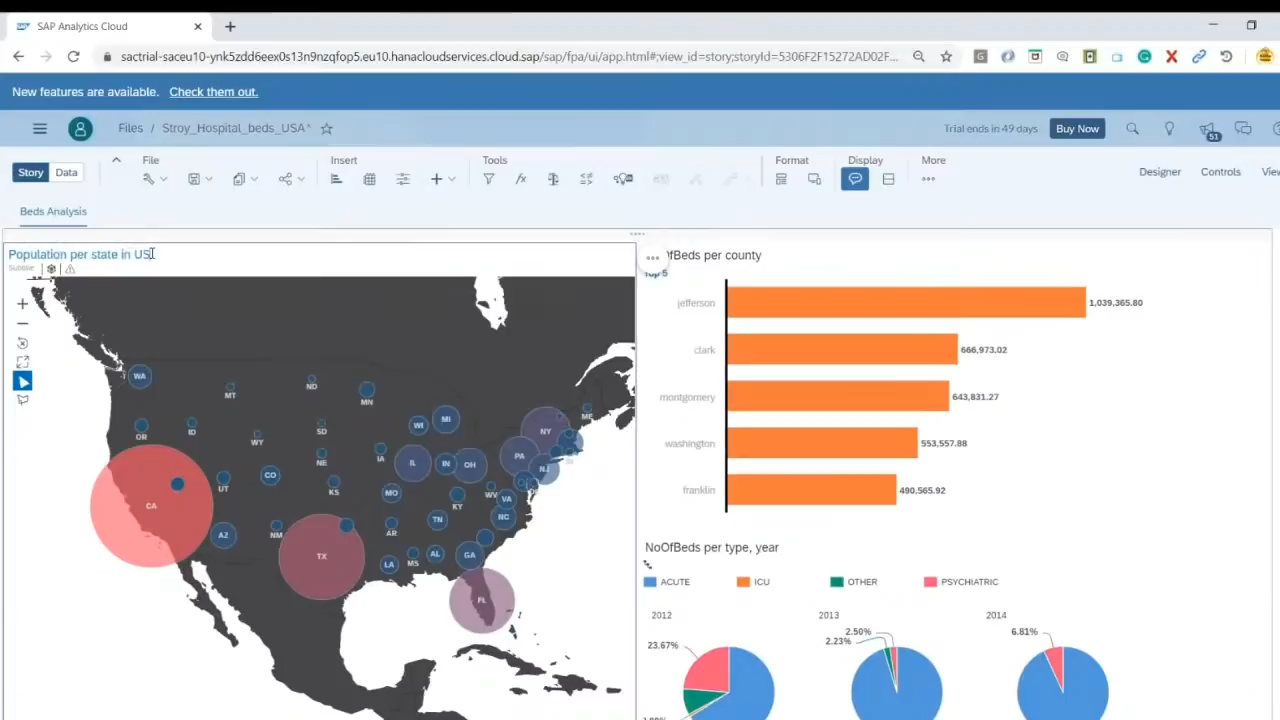 SAP Analytics Cloud
sactrial-saceu10-ynk5zdd6eex0s13n9nzqfop5.eu10.hanacloudservices.cloud.sap/sap/fpa/ui/app.html#;view_id=story;storyId=5306F2F15272AD02F...
New features are available. Check them out.
Files / Stroy_Hospital_beds_USA* Trial ends in 49 days Buy Now 51
File Insert Tools Format Display More
Story Data Designer Controls Vie
Beds Analysis
Population per state in US
Subtitle
OfBeds per county
Top 5
jefferson 1,039,365.80
clark 666,973.02
montgomery 643,831.27
washington 553,557.88
franklin 490,565.92
WA MT ND MN
OR ID WY SD WI MI NY ME
UT CO NE IA IL IN OH PA NJ
CA KS MO KY WV VA
AZ NM TX AR TN NC
LA MS AL GA
FL
NoOfBeds per type, year
ACUTE ICU OTHER PSYCHIATRIC
2012 2013 2014
23.67% 2.50% 6.81%
2.23%